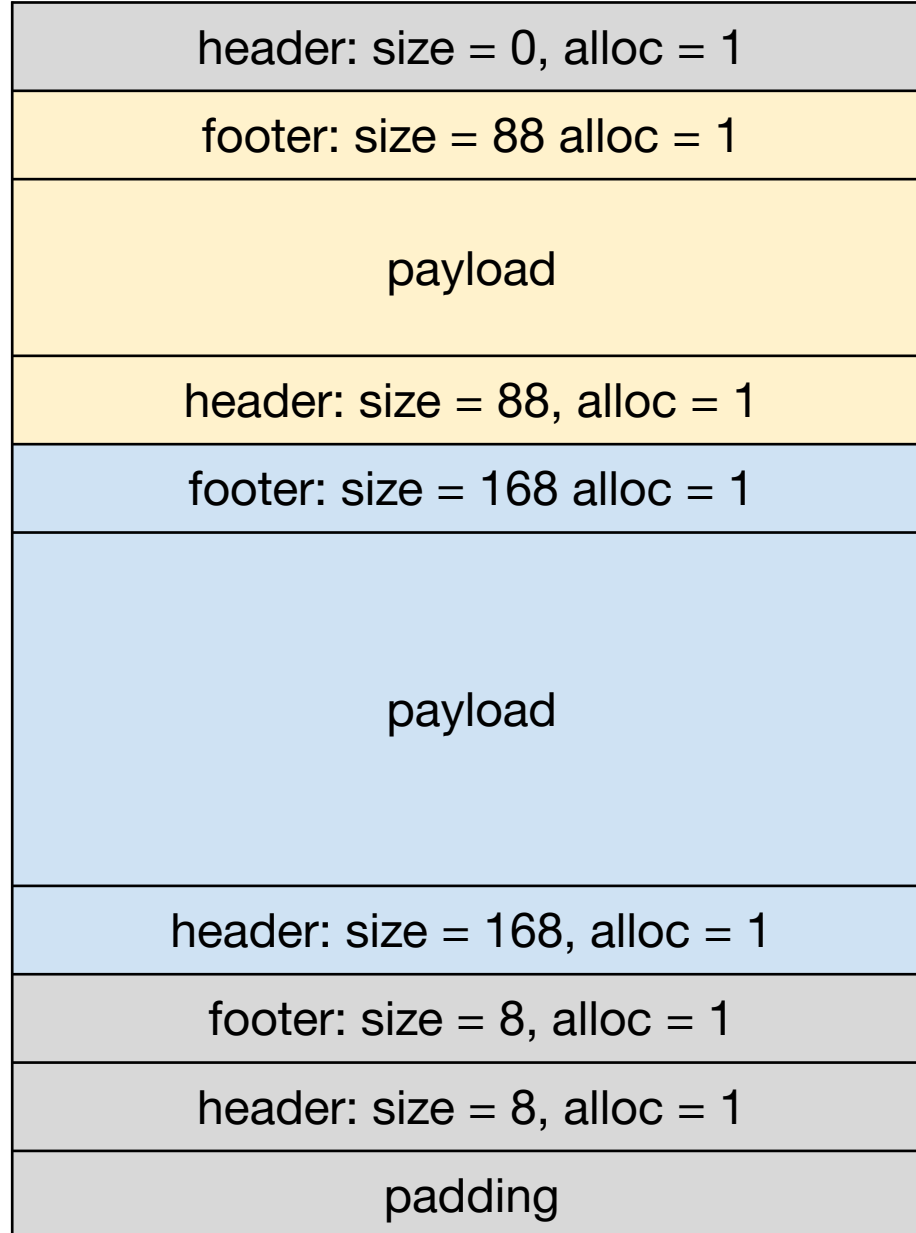 header: size = 0, alloc = 1
footer: size = 88 alloc = 1
payload
header: size = 88, alloc = 1
footer: size = 168 alloc = 1
payload
header: size = 168, alloc = 1
footer: size = 8, alloc = 1
header: size = 8, alloc = 1
padding